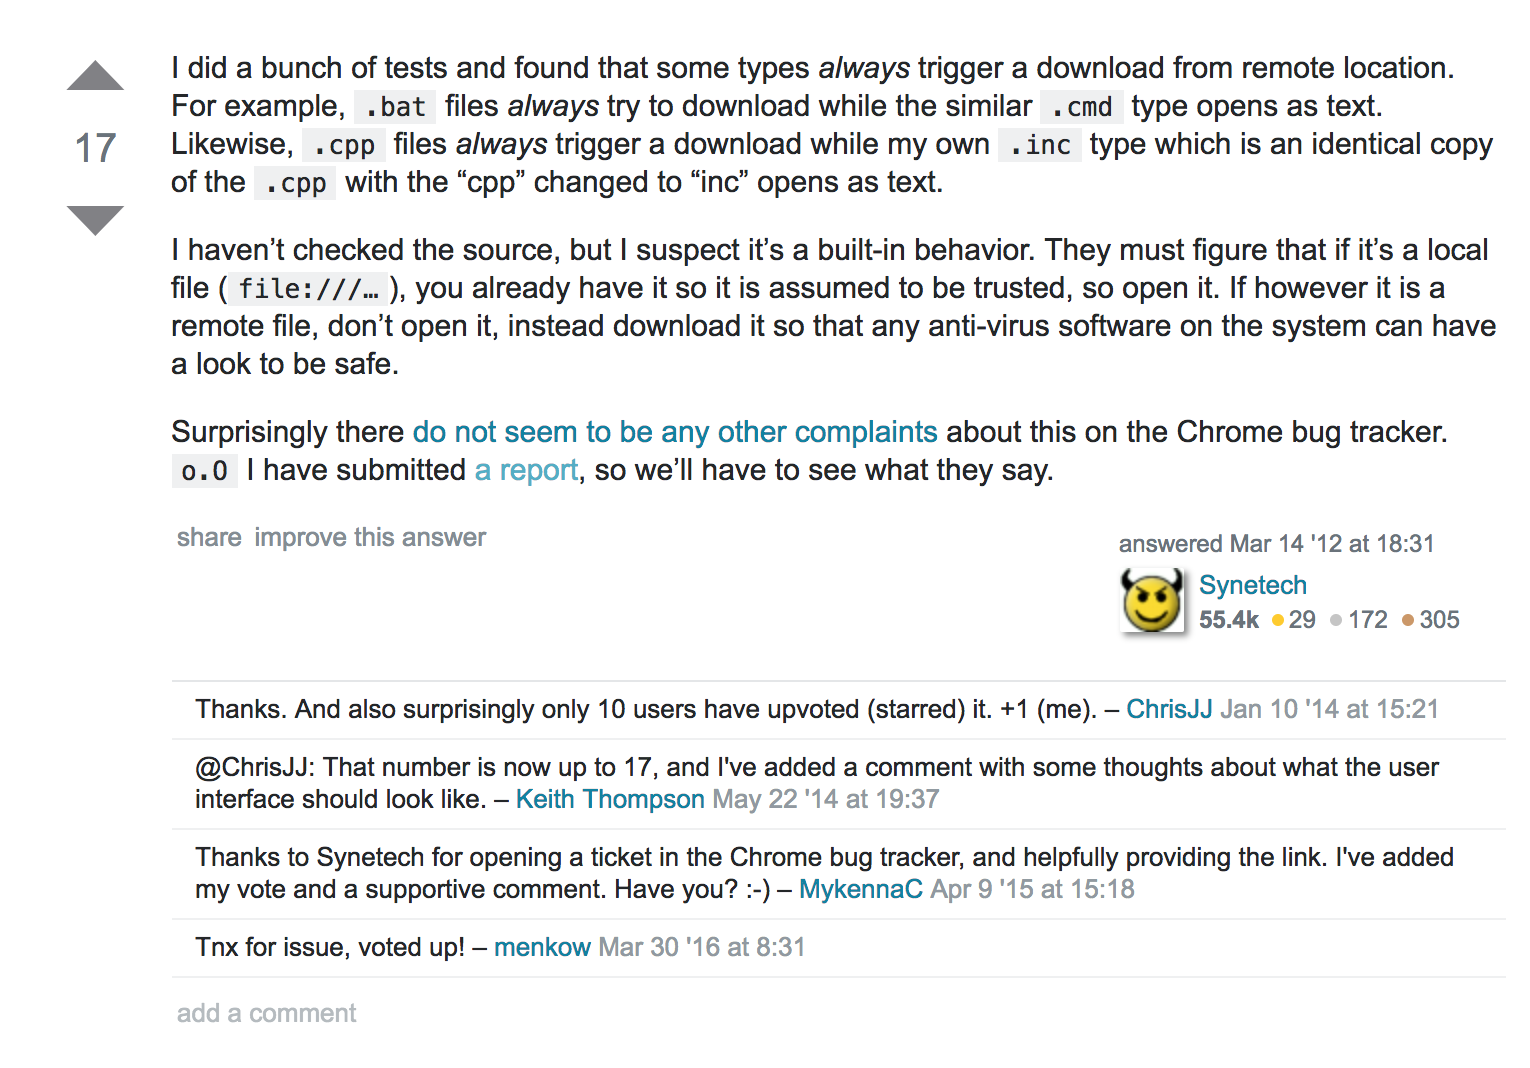 I did a bunch of tests and found that some types always trigger a download from remote location.
For example, .bat files always try to download while the similar .cmd type opens as text.
17
Likewise, .cpp files always trigger a download while my own .inc type which is an identical copy
of the .cpp with the “cpp” changed to “inc” opens as text.
I haven’t checked the source, but I suspect it’s a built-in behavior. They must figure that if it’s a local
file ( file:///… ), you already have it so it is assumed to be trusted, so open it. If however it is a
remote file, don’t open it, instead download it so that any anti-virus software on the system can have
a look to be safe.
Surprisingly there do not seem to be any other complaints about this on the Chrome bug tracker.
o.O I have submitted a report, so we’ll have to see what they say.
share improve this answer
answered Mar 14 '12 at 18:31
Synetech
55.4k 29 172 305
Thanks. And also surprisingly only 10 users have upvoted (starred) it. +1 (me). – ChrisJJ Jan 10 '14 at 15:21
@ChrisJJ: That number is now up to 17, and I've added a comment with some thoughts about what the user
interface should look like. – Keith Thompson May 22 '14 at 19:37
Thanks to Synetech for opening a ticket in the Chrome bug tracker, and helpfully providing the link. I've added
my vote and a supportive comment. Have you? :-) – MykennaC Apr 9 '15 at 15:18
Tnx for issue, voted up! – menkow Mar 30 '16 at 8:31
add a comment